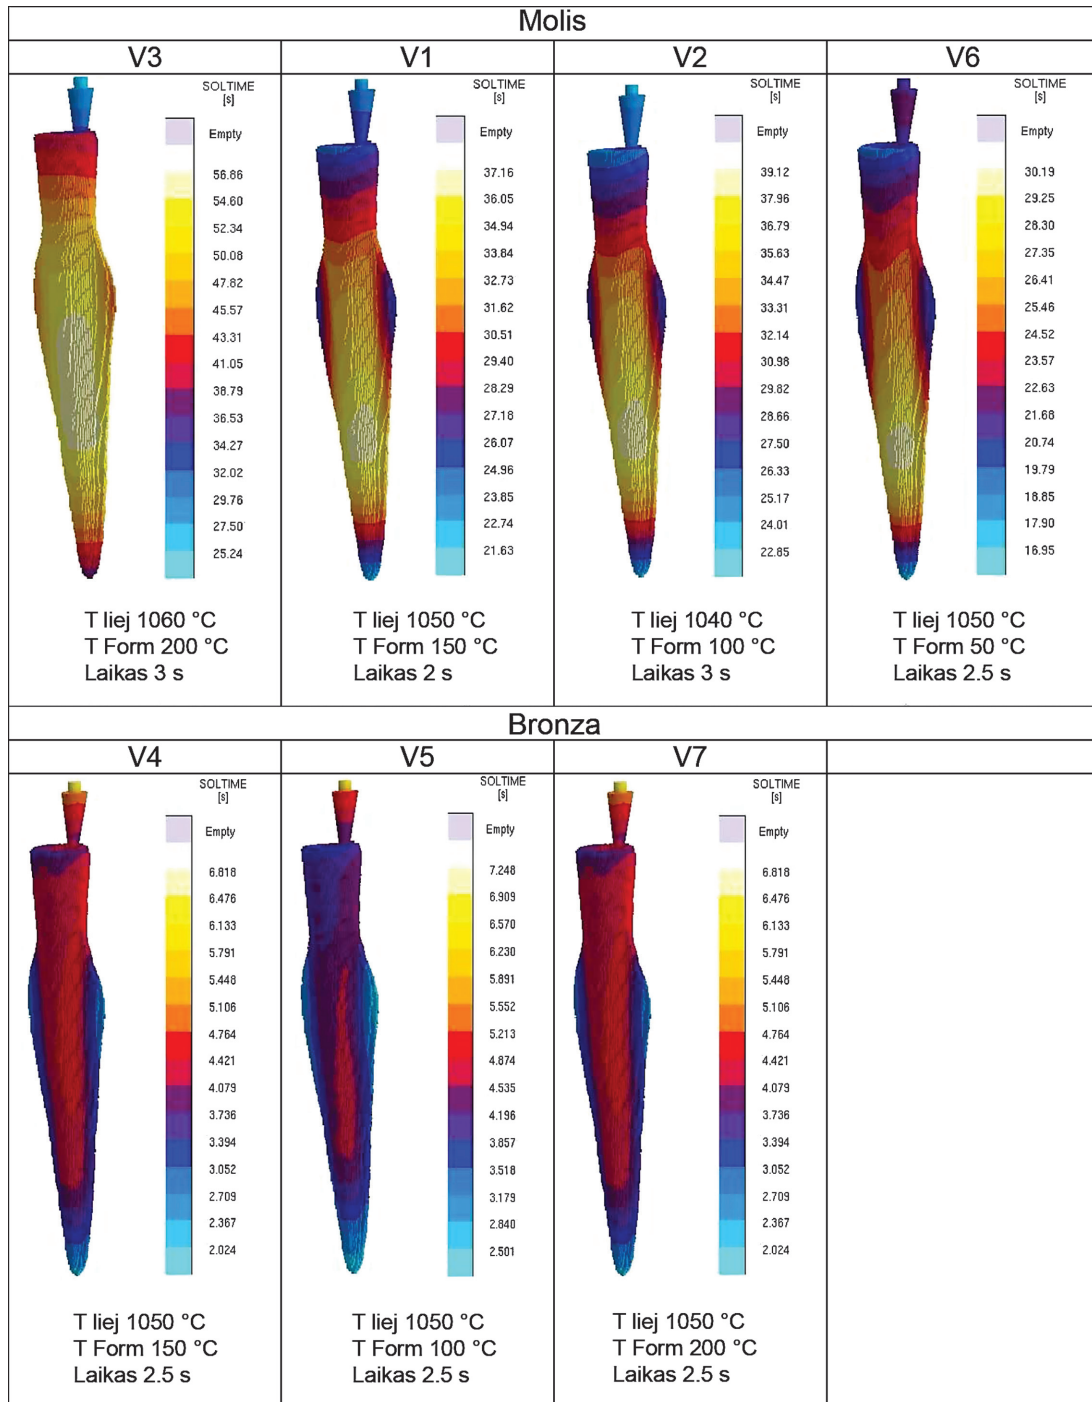 Molis
V3
V1
V2
V6
SOLTIME
[s]
Empty
56.86
54.60
52.34
50.08
47.82
45.57
43.31
41.05
38.79
36.53
34.27
32.02
29.76
27.50
25.24
T liej 1060 °C
T Form 200 °C
Laikas 3 s
SOLTIME
[s]
Empty
37.16
36.05
34.94
33.84
32.73
31.62
30.51
29.40
28.29
27.18
26.07
24.96
23.85
22.74
21.63
T liej 1050 °C
T Form 150 °C
Laikas 2 s
SOLTIME
[s]
Empty
39.12
37.96
36.79
35.63
34.47
33.31
32.14
30.98
29.82
28.66
27.50
26.33
25.17
24.01
22.85
T liej 1040 °C
T Form 100 °C
Laikas 3 s
SOLTIME
[s]
Empty
30.19
29.25
28.30
27.35
26.41
25.46
24.52
23.57
22.63
21.68
20.74
19.79
18.85
17.90
16.95
T liej 1050 °C
T Form 50 °C
Laikas 2.5 s
Bronza
V4
V5
V7
SOLTIME
[s]
Empty
6.818
6.476
6.133
5.791
5.448
5.106
4.764
4.421
4.079
3.736
3.394
3.052
2.709
2.367
2.024
T liej 1050 °C
T Form 150 °C
Laikas 2.5 s
SOLTIME
[s]
Empty
7.248
6.909
6.570
6.230
5.891
5.552
5.213
4.874
4.535
4.196
3.857
3.518
3.179
2.840
2.501
T liej 1050 °C
T Form 100 °C
Laikas 2.5 s
SOLTIME
[s]
Empty
6.818
6.476
6.133
5.791
5.448
5.106
4.764
4.421
4.079
3.736
3.394
3.052
2.709
2.367
2.024
T liej 1050 °C
T Form 200 °C
Laikas 2.5 s